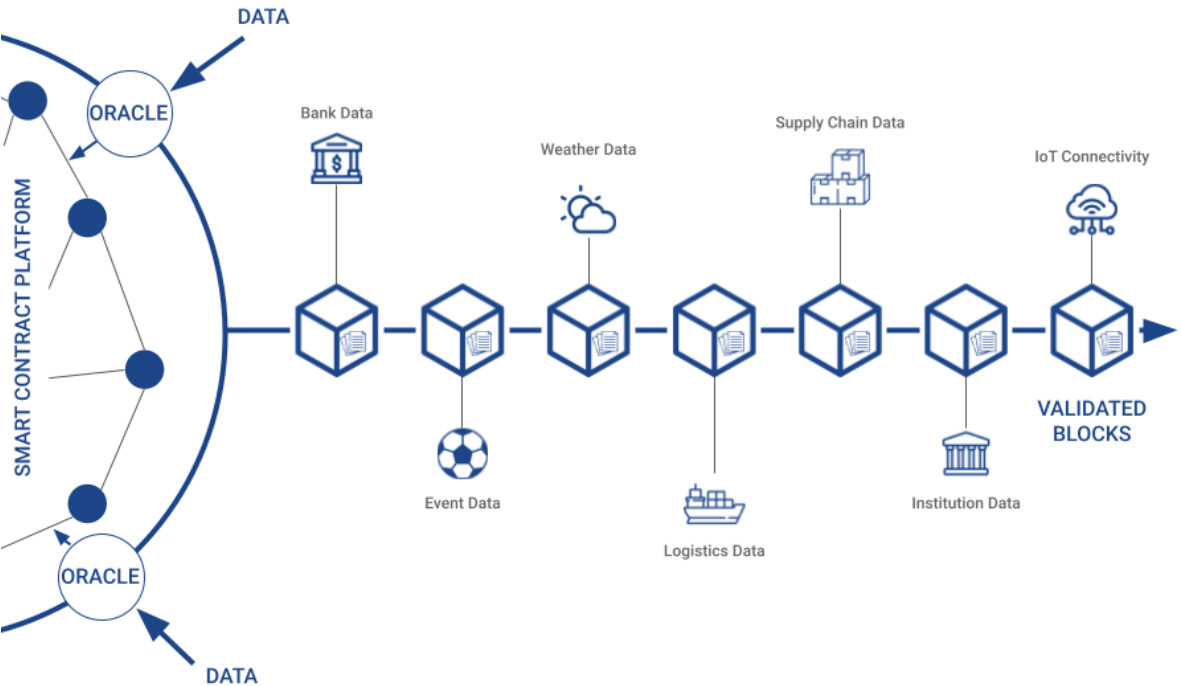 DATA
ORACLE
SMART CONTRACT PLATFORM
ORACLE
DATA
Bank Data
Event Data
Weather Data
Logistics Data
Supply Chain Data
Institution Data
IoT Connectivity
VALIDATED
BLOCKS